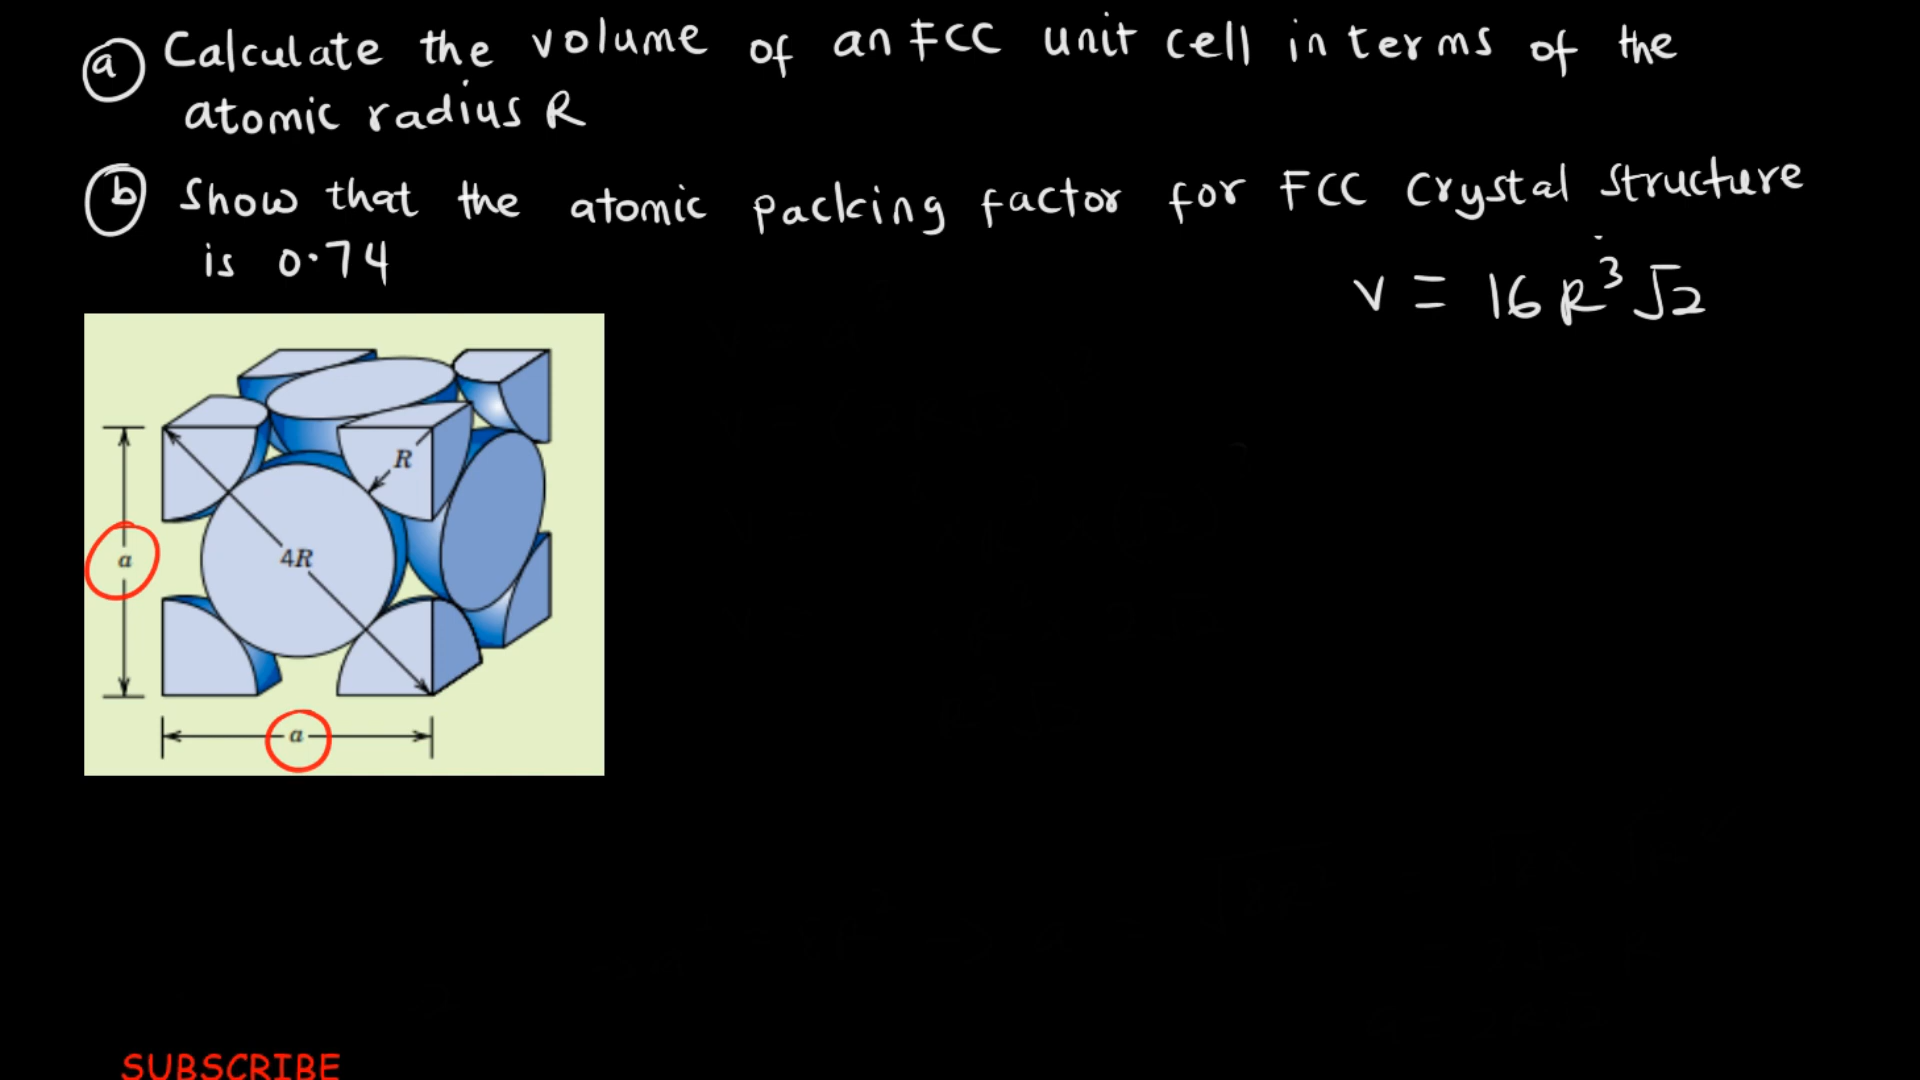 a Calculate the volume of an FCC unit cell in terms of the
atomic radius R
b Show that the atomic packing factor for FCC Crystal structure
is 0.74
V = 16R³√2
R
4R
a
a
SUBSCRIBE